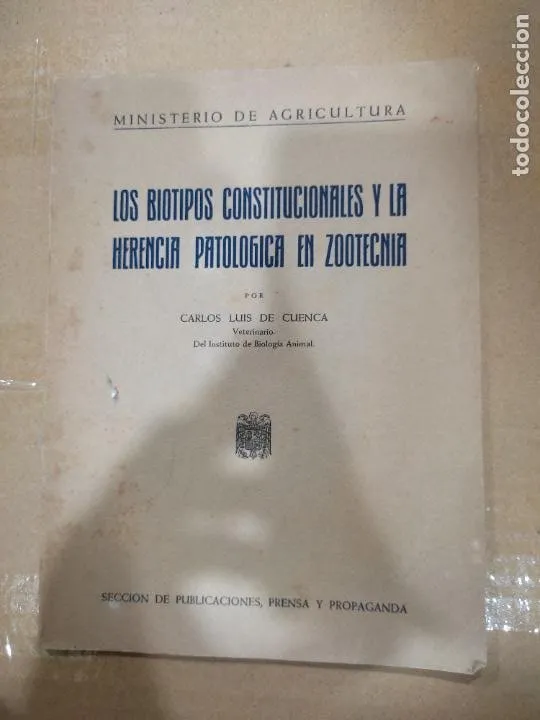 MINISTERIO DE AGRICULTURA
LOS BIOTIPOS CONSTITUCIONALES Y LA
HERENCIA PATOLOGICA EN ZOOTECNIA
POR
CARLOS LUIS DE CUENCA
Veterinario.
Del Instituto de Biología Animal.
SECCION DE PUBLICACIONES, PRENSA Y PROPAGANDA
todocoleccion